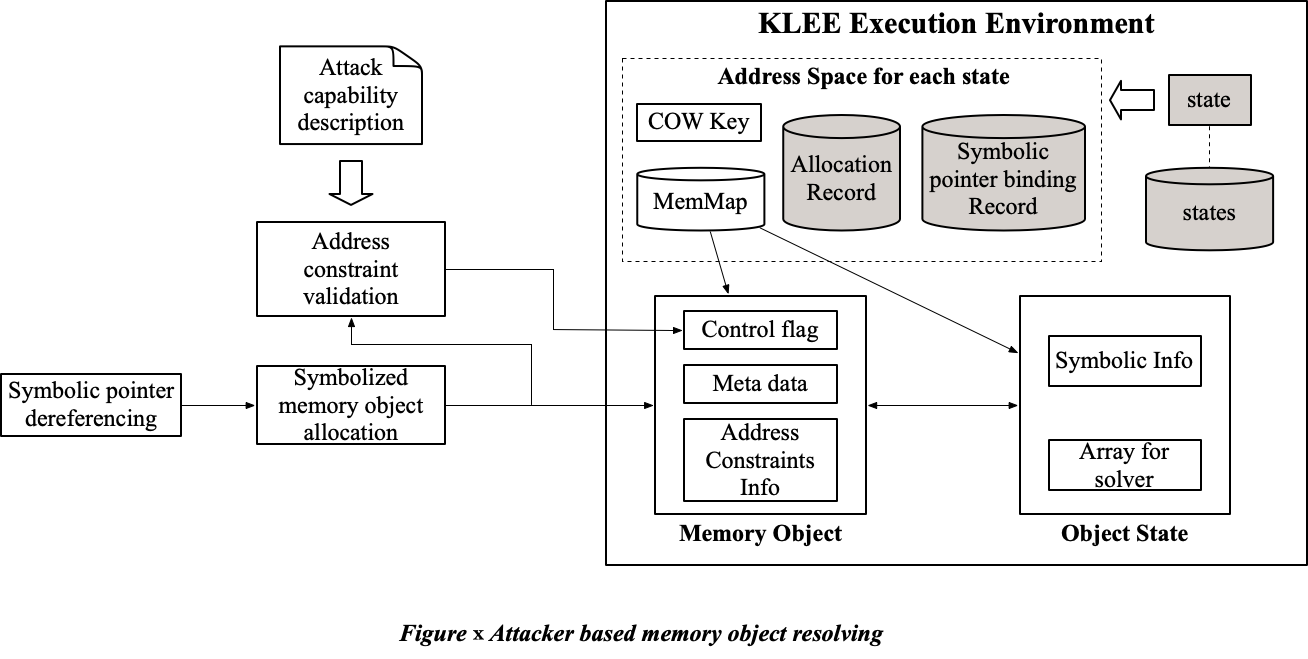 KLEE Execution Environment
Attack
capability
description
Address Space for each state
COW Key
MemMap
Allocation
Record
Symbolic
pointer binding
Record
state
states
Address
constraint
validation
Symbolic pointer
dereferencing
Symbolized
memory object
allocation
Control flag
Meta data
Address
Constraints
Info
Memory Object
Symbolic Info
Array for
solver
Object State
Figure x Attacker based memory object resolving